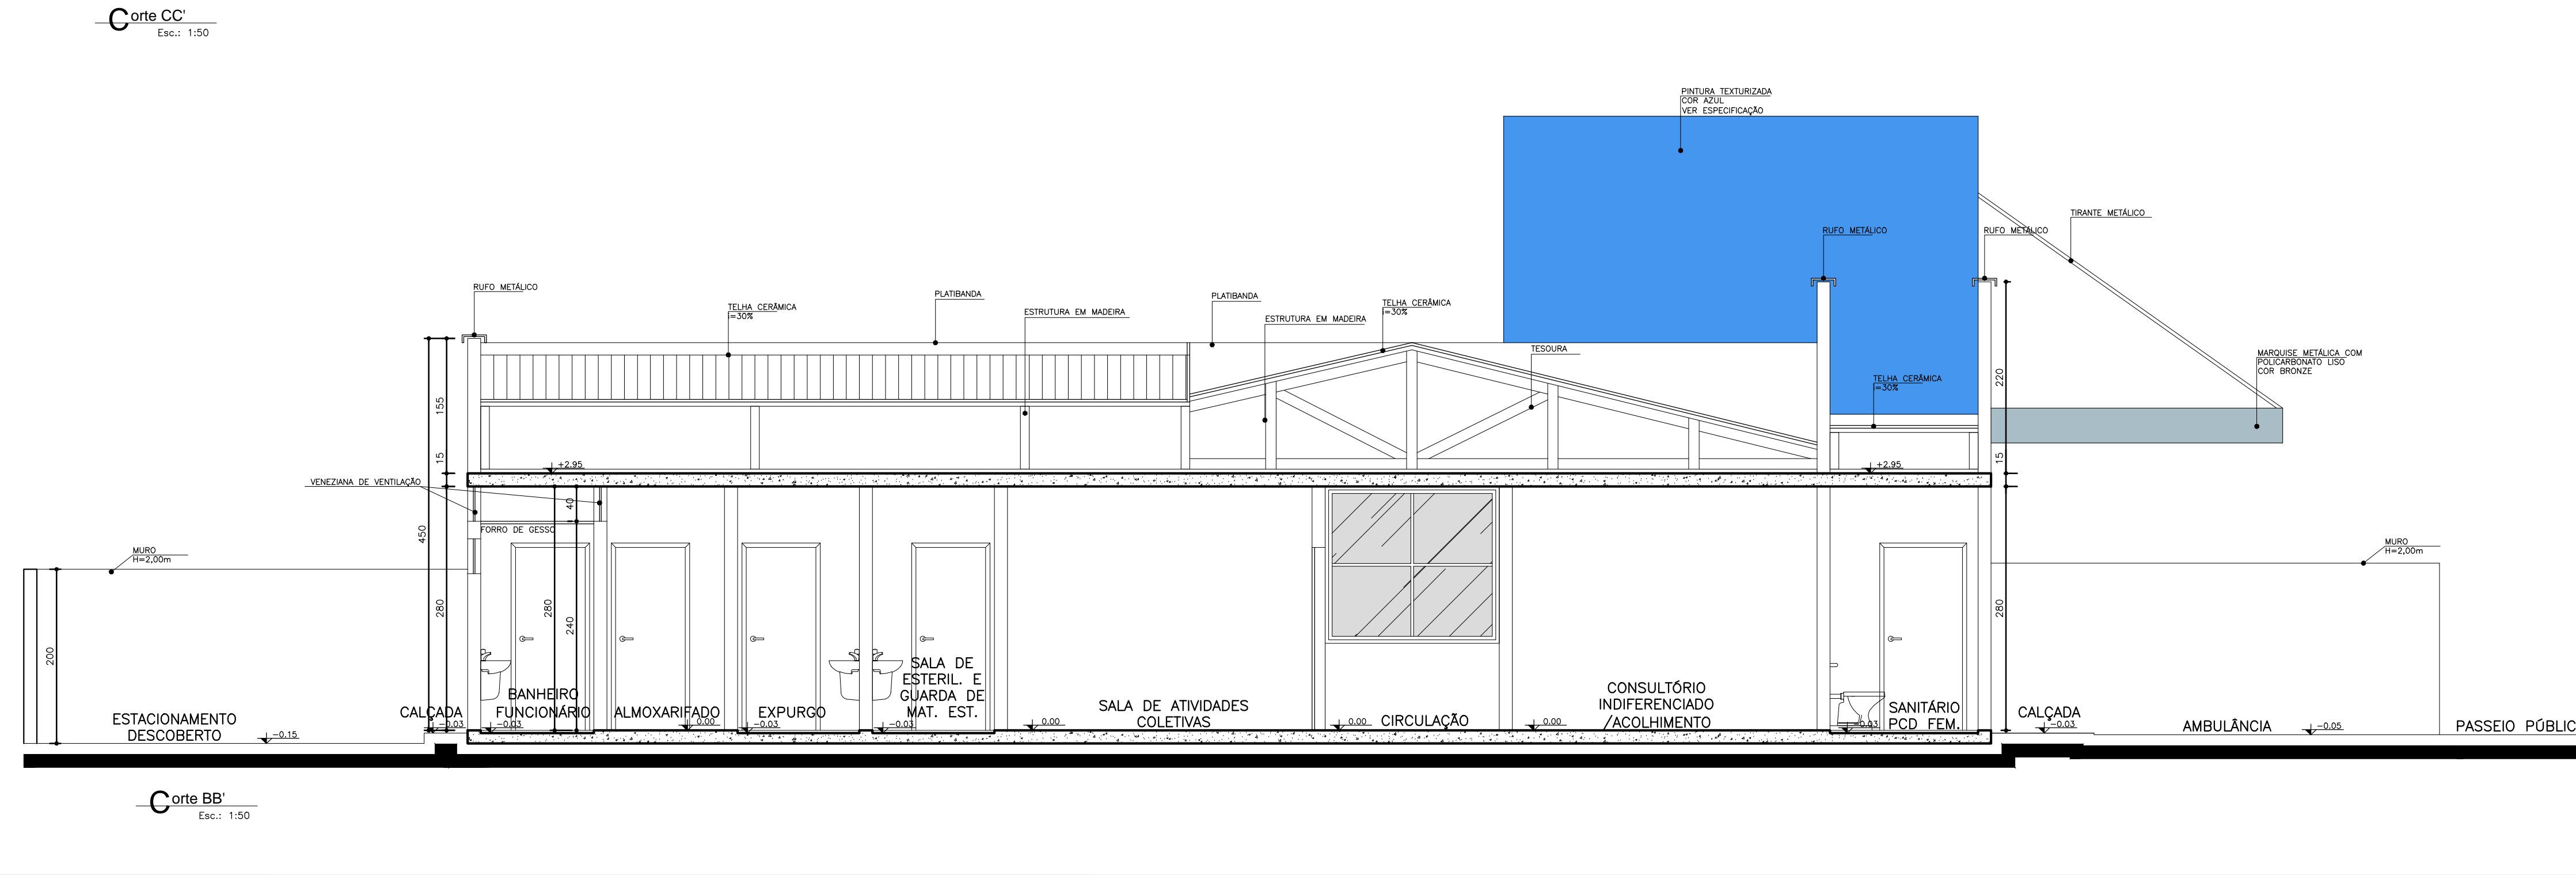 Corte CC'
Esc.: 1:50
PINTURA TEXTURIZADA
COR AZUL
VER ESPECIFICAÇÃO
TIRANTE METÁLICO
RUFO METÁLICO
RUFO METÁLICO
RUFO METÁLICO
PLATIBANDA
PLATIBANDA
TELHA CERÂMICA
i=30%
TELHA CERÂMICA
i=30%
ESTRUTURA EM MADEIRA
ESTRUTURA EM MADEIRA
TESOURA
MARQUISE METÁLICA COM
POLICARBONATO LISO
COR BRONZE
TELHA CERÂMICA
i=30%
155
220
15
15
+2.95
+2.95
VENEZIANA DE VENTILAÇÃO
40
FORRO DE GESSO
450
MURO
H=2,00m
MURO
H=2,00m
280
280
240
280
200
ESTACIONAMENTO
DESCOBERTO
-0.15
CALÇADA
-0.03
BANHEIRO
FUNCIONÁRIO
-0.03
ALMOXARIFADO
0.00
EXPURGO
-0.03
SALA DE
ESTERIL. E
GUARDA DE
MAT. EST.
-0.03
0.00
SALA DE ATIVIDADES
COLETIVAS
0.00
CIRCULAÇÃO
0.00
CONSULTÓRIO
INDIFERENCIADO
/ACOLHIMENTO
-0.03
SANITÁRIO
PCD FEM.
CALÇADA
-0.03
AMBULÂNCIA
-0.05
PASSEIO PÚBLIC
Corte BB'
Esc.: 1:50